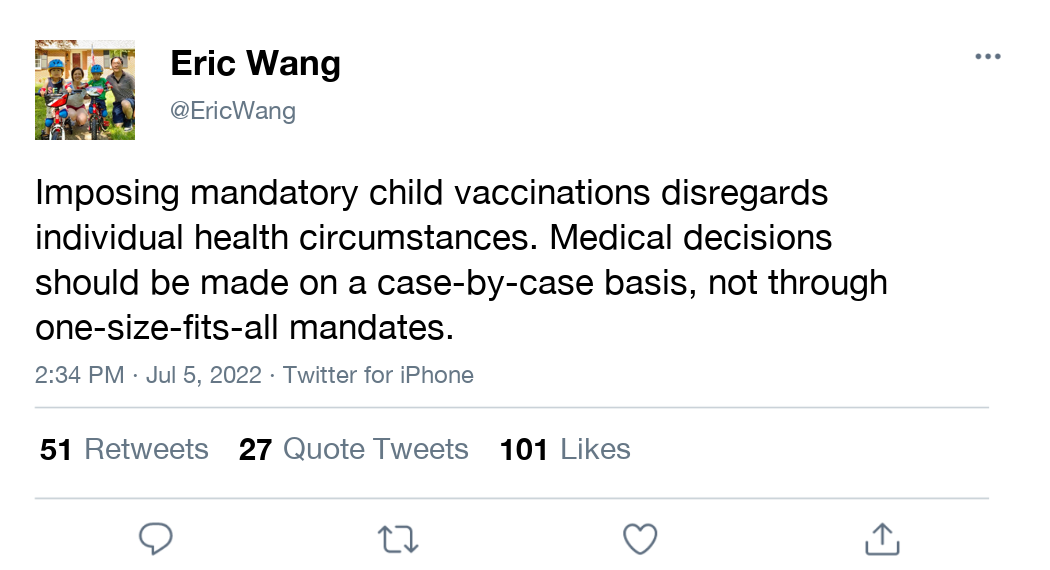 Eric Wang
@EricWang
Imposing mandatory child vaccinations disregards
individual health circumstances. Medical decisions
should be made on a case-by-case basis, not through
one-size-fits-all mandates.
2:34 PM · Jul 5, 2022 · Twitter for iPhone
51 Retweets 27 Quote Tweets 101 Likes